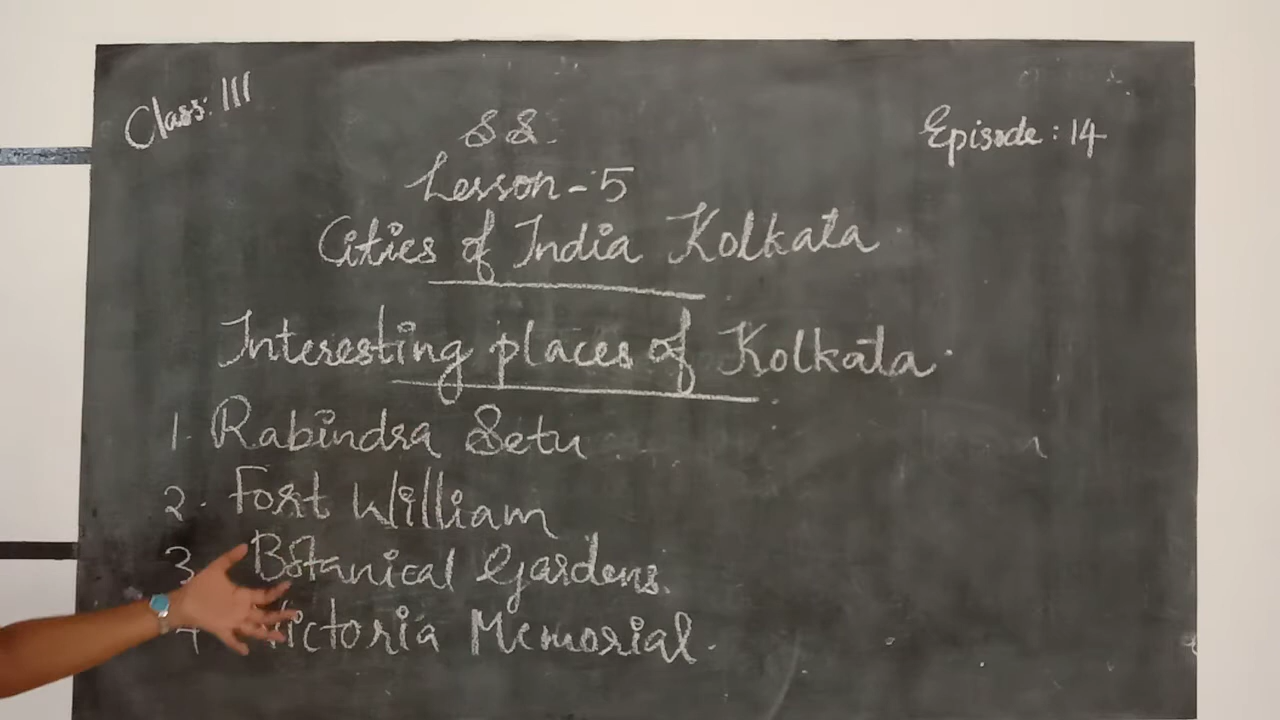 Class: III
Episode: 14
S S.
Lesson-5
Cities of India Kolkata
Interesting places of Kolkata.
1. Rabindra Setu
2. Fort William
3. Botanical Gardens.
4. Victoria Memorial.